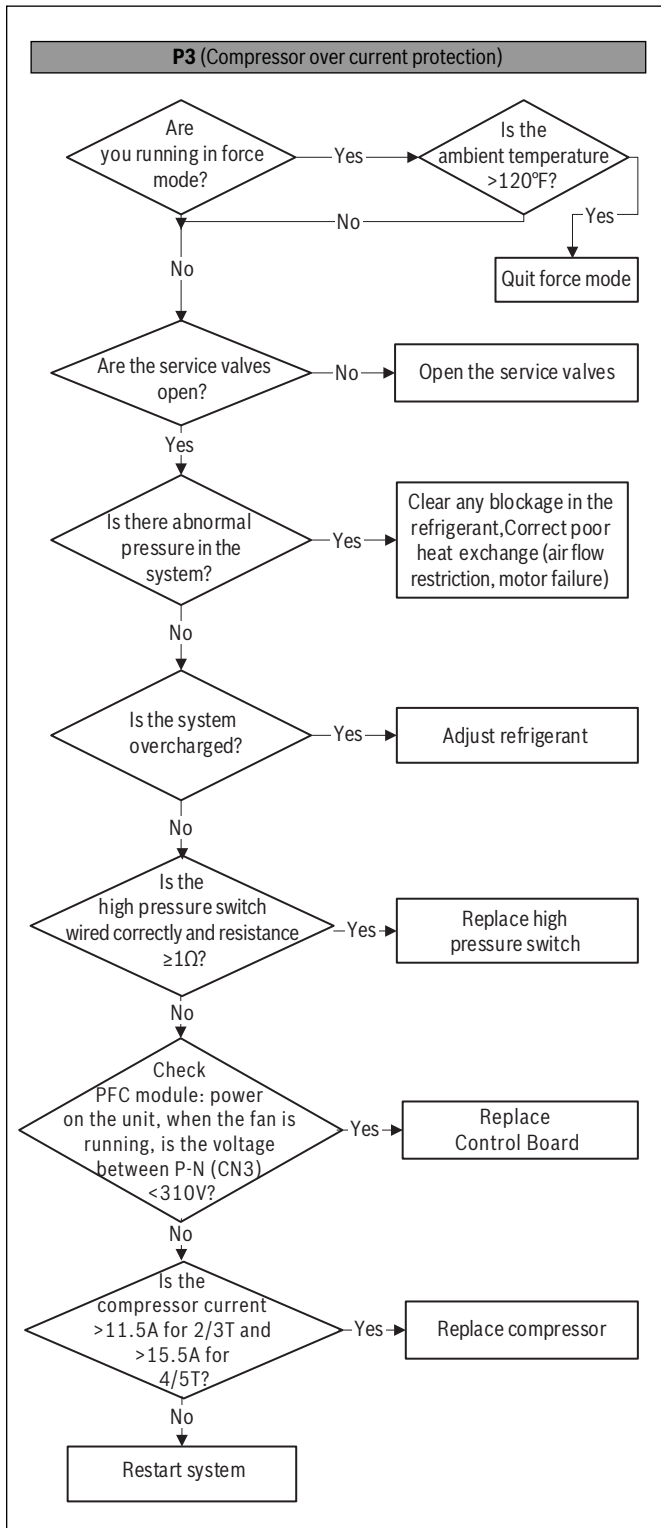 P3 (Compressor over current protection)
Are
you running in force
mode?
Yes
Is the
ambient temperature
>120°F?
No
Yes
No
Quit force mode
Are the service valves
open?
No
Open the service valves
Yes
Is there abnormal
pressure in the
system?
Yes
Clear any blockage in the
refrigerant,Correct poor
heat exchange (air flow
restriction, motor failure)
No
Is the system
overcharged?
Yes
Adjust refrigerant
No
Is the
high pressure switch
wired correctly and resistance
≥1Ω?
Yes
Replace high
pressure switch
No
Check
PFC module: power
on the unit, when the fan is
running, is the voltage
between P-N (CN3)
<310V?
Yes
Replace
Control Board
No
Is the
compressor current
>11.5A for 2/3T and
>15.5A for
4/5T?
Yes
Replace compressor
No
Restart system